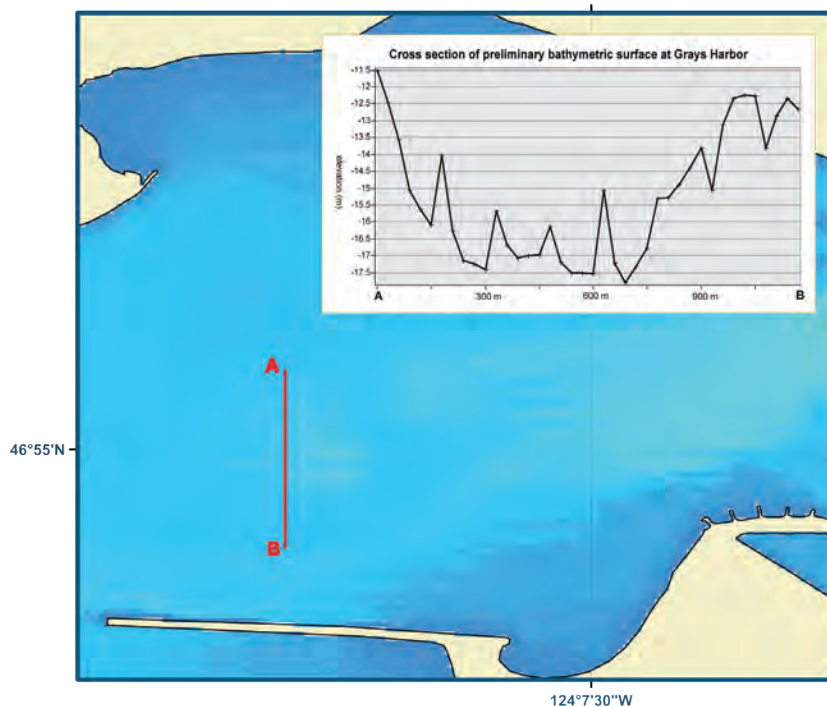 Cross section of preliminary bathymetric surface at Grays Harbor
-11.5
-12
-12.5
-13
-13.5
-14
-14.5
-15
-15.5
-16
-16.5
-17
-17.5
elevation (m)
A 300 m 600 m 900 m B
A
46°55'N
B
124°7'30"W